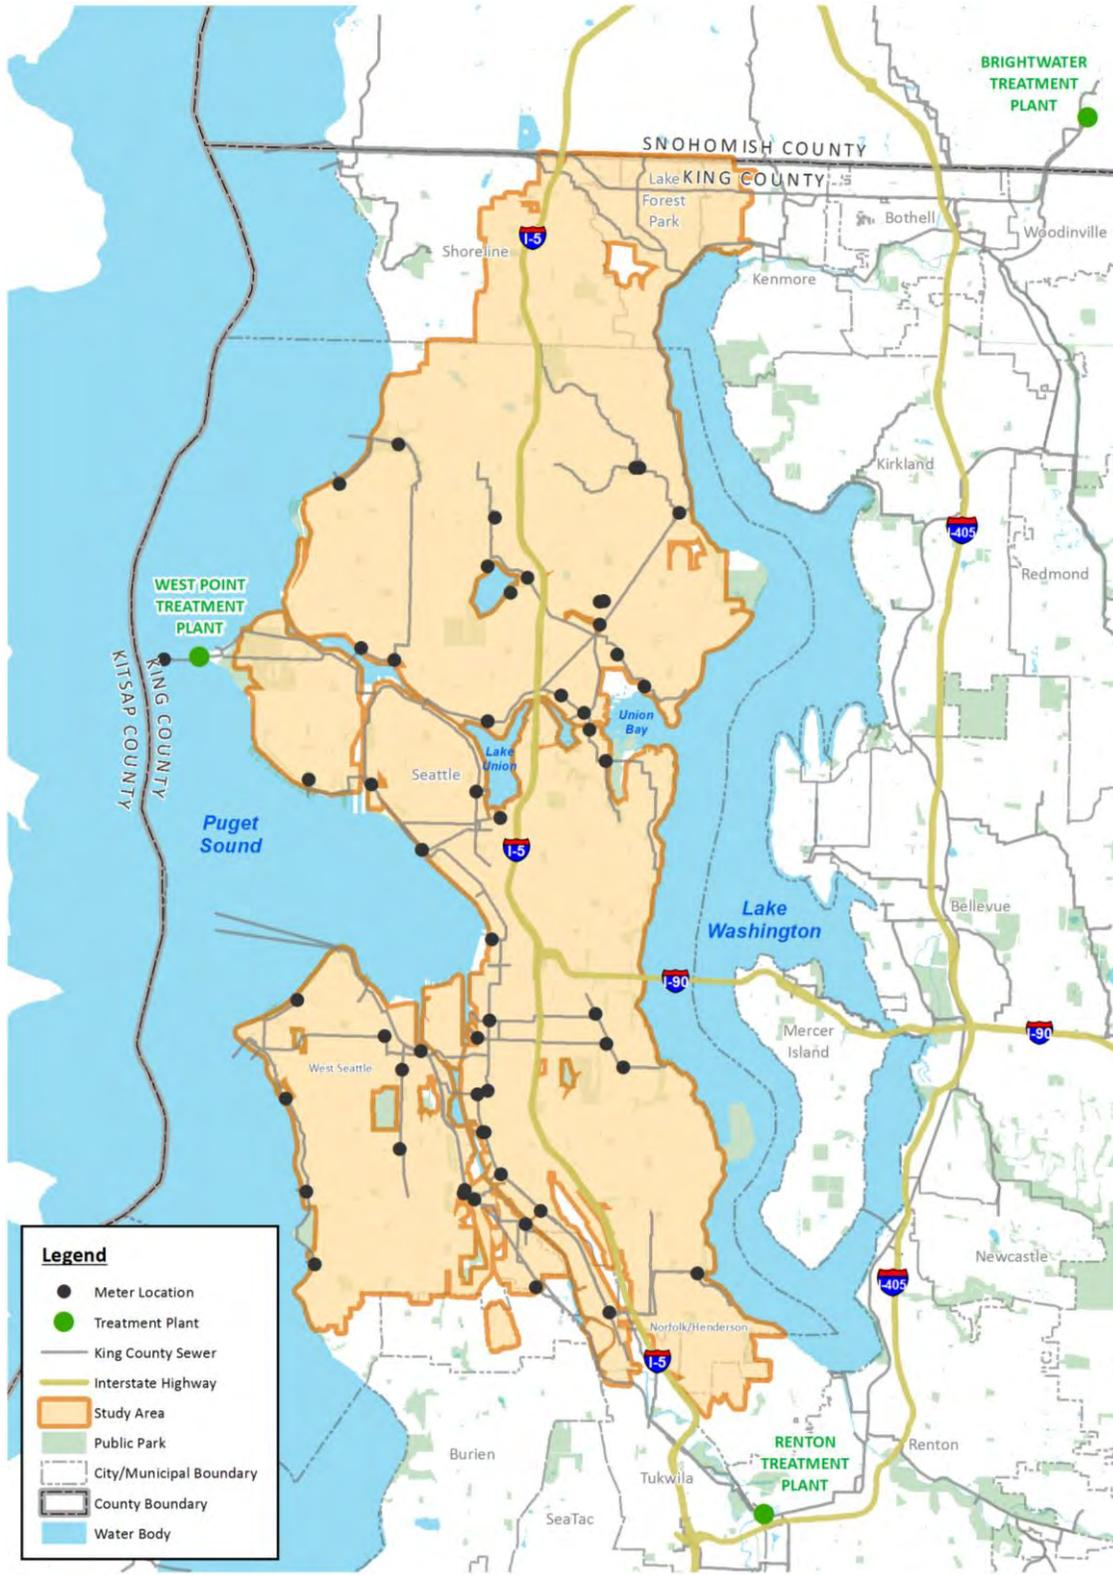 BRIGHTWATER
TREATMENT
PLANT
SNOHOMISH COUNTY
KING COUNTY
Lake
Forest
Park
Bothell
Woodinville
I-5
Shoreline
Kenmore
Kirkland
I-405
Redmond
WEST POINT
TREATMENT
PLANT
KING COUNTY
KITSAP COUNTY
Union
Bay
Lake
Union
Seattle
Puget
Sound
I-5
Bellevue
Lake
Washington
I-90
Mercer
Island
I-90
West Seattle
Newcastle
I-405
Norfolk/Henderson
I-5
RENTON
TREATMENT
PLANT
Renton
Burien
Tukwila
SeaTac
Legend
Meter Location
Treatment Plant
King County Sewer
Interstate Highway
Study Area
Public Park
City/Municipal Boundary
County Boundary
Water Body